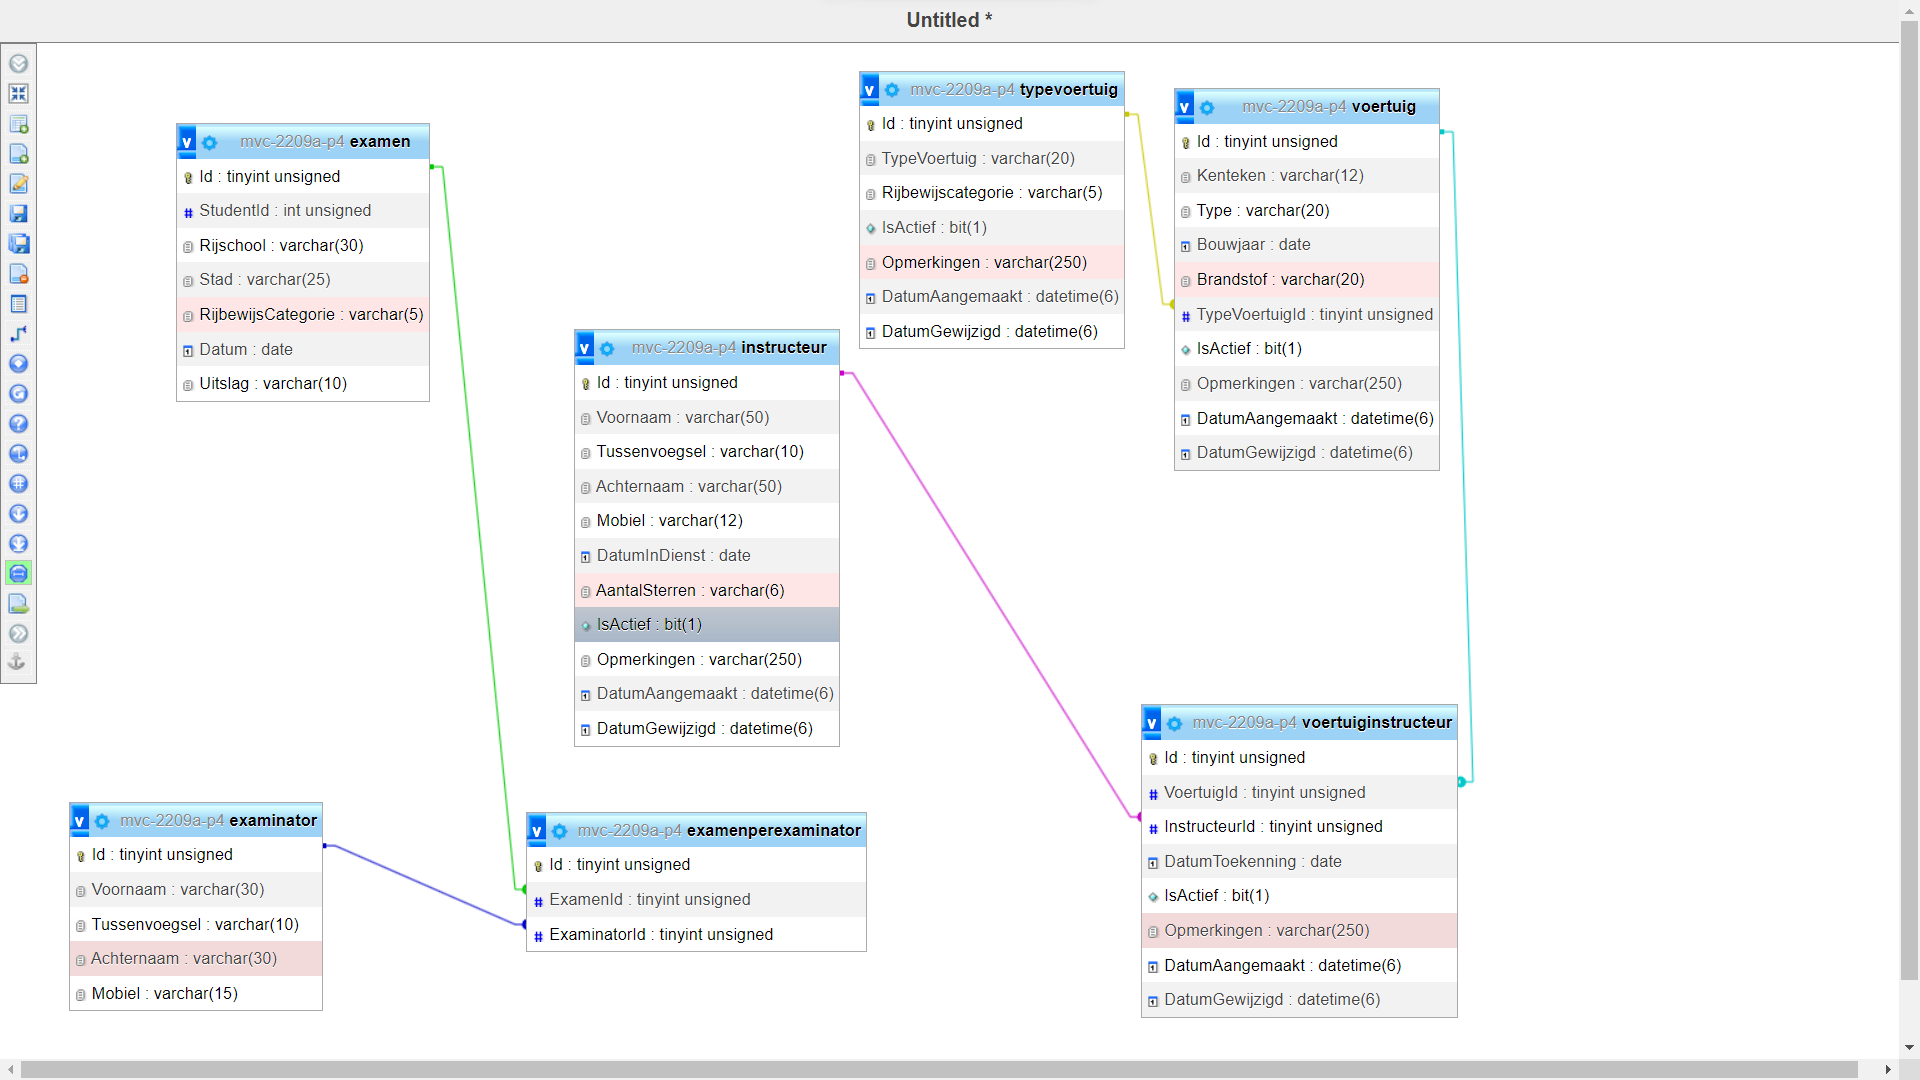 Untitled *
mvc-2209a-p4 examen
Id : tinyint unsigned
StudentId : int unsigned
Rijschool : varchar(30)
Stad : varchar(25)
RijbewijsCategorie : varchar(5)
Datum : date
Uitslag : varchar(10)
mvc-2209a-p4 instructeur
Id : tinyint unsigned
Voornaam : varchar(50)
Tussenvoegsel : varchar(10)
Achternaam : varchar(50)
Mobiel : varchar(12)
DatumInDienst : date
AantalSterren : varchar(6)
IsActief : bit(1)
Opmerkingen : varchar(250)
DatumAangemaakt : datetime(6)
DatumGewijzigd : datetime(6)
mvc-2209a-p4 typevoertuig
Id : tinyint unsigned
TypeVoertuig : varchar(20)
Rijbewijscategorie : varchar(5)
IsActief : bit(1)
Opmerkingen : varchar(250)
DatumAangemaakt : datetime(6)
DatumGewijzigd : datetime(6)
mvc-2209a-p4 voertuig
Id : tinyint unsigned
Kenteken : varchar(12)
Type : varchar(20)
Bouwjaar : date
Brandstof : varchar(20)
TypeVoertuigId : tinyint unsigned
IsActief : bit(1)
Opmerkingen : varchar(250)
DatumAangemaakt : datetime(6)
DatumGewijzigd : datetime(6)
mvc-2209a-p4 examinator
Id : tinyint unsigned
Voornaam : varchar(30)
Tussenvoegsel : varchar(10)
Achternaam : varchar(30)
Mobiel : varchar(15)
mvc-2209a-p4 examenperexaminator
Id : tinyint unsigned
ExamenId : tinyint unsigned
ExaminatorId : tinyint unsigned
mvc-2209a-p4 voertuiginstructeur
Id : tinyint unsigned
VoertuigId : tinyint unsigned
InstructeurId : tinyint unsigned
DatumToekenning : date
IsActief : bit(1)
Opmerkingen : varchar(250)
DatumAangemaakt : datetime(6)
DatumGewijzigd : datetime(6)